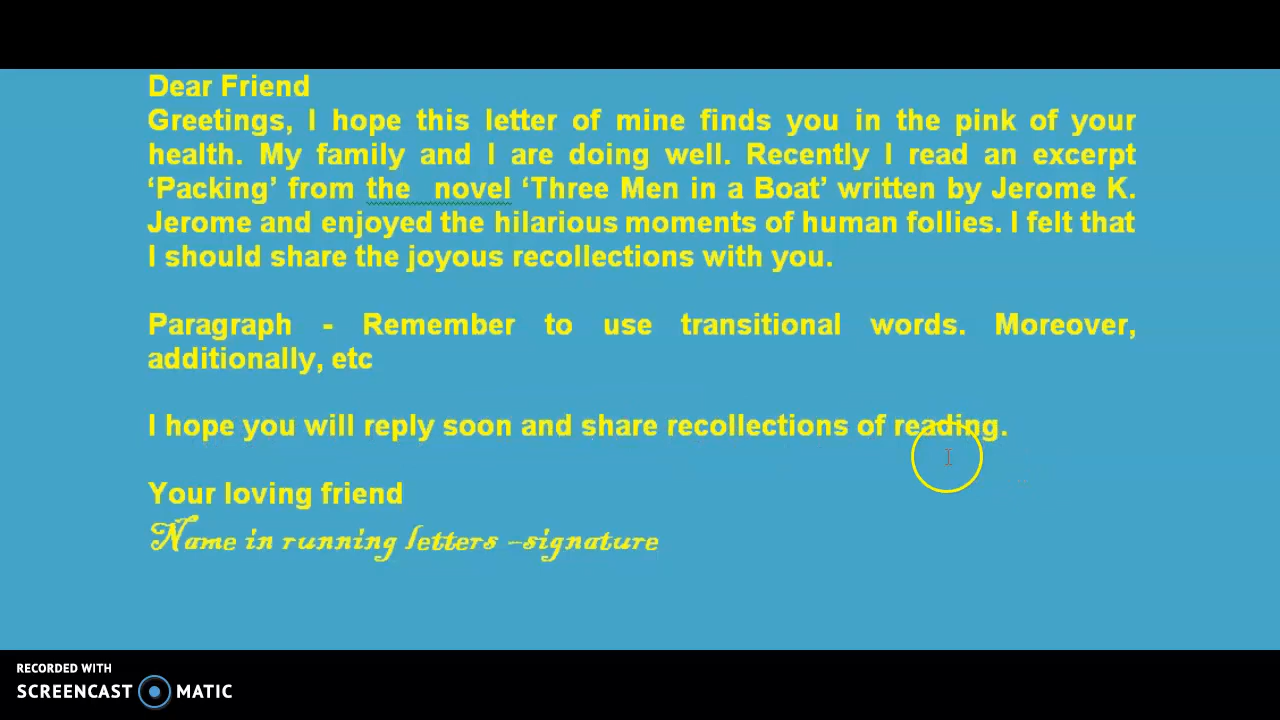 Dear Friend
Greetings, I hope this letter of mine finds you in the pink of your
health. My family and I are doing well. Recently I read an excerpt
‘Packing’ from the novel ‘Three Men in a Boat’ written by Jerome K.
Jerome and enjoyed the hilarious moments of human follies. I felt that
I should share the joyous recollections with you.
Paragraph - Remember to use transitional words. Moreover,
additionally, etc
I hope you will reply soon and share recollections of reading.
Your loving friend
Name in running letters –signature
RECORDED WITH
SCREENCAST MATIC